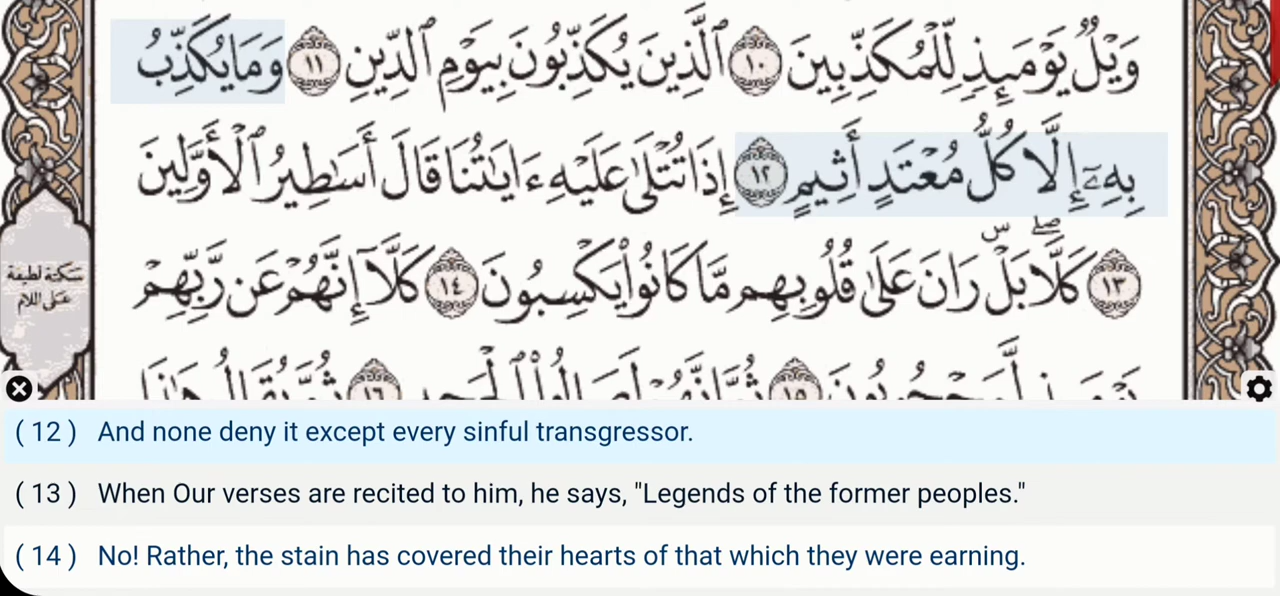 وَيْلٌ يَوْمَئِذٍ لِّلْمُكَذِّبِينَ ١٠ ٱلَّذِينَ يُكَذِّبُونَ بِيَوْمِ ٱلدِّينِ ١١ وَمَا يُكَذِّبُ
بِهِۦٓ إِلَّا كُلُّ مُعْتَدٍ أَثِيمٍ ١٢ إِذَا تُتْلَىٰ عَلَيْهِ ءَايَٰتُنَا قَالَ أَسَٰطِيرُ ٱلْأَوَّلِينَ
١٣ كَلَّا ۖ بَلْ ۜ رَانَ عَلَىٰ قُلُوبِهِم مَّا كَانُوا۟ يَكْسِبُونَ ١٤ كَلَّآ إِنَّهُمْ عَن رَّبِّهِمْ
سكتة لطيفة
على اللام
( 12 ) And none deny it except every sinful transgressor.
( 13 ) When Our verses are recited to him, he says, "Legends of the former peoples."
( 14 ) No! Rather, the stain has covered their hearts of that which they were earning.